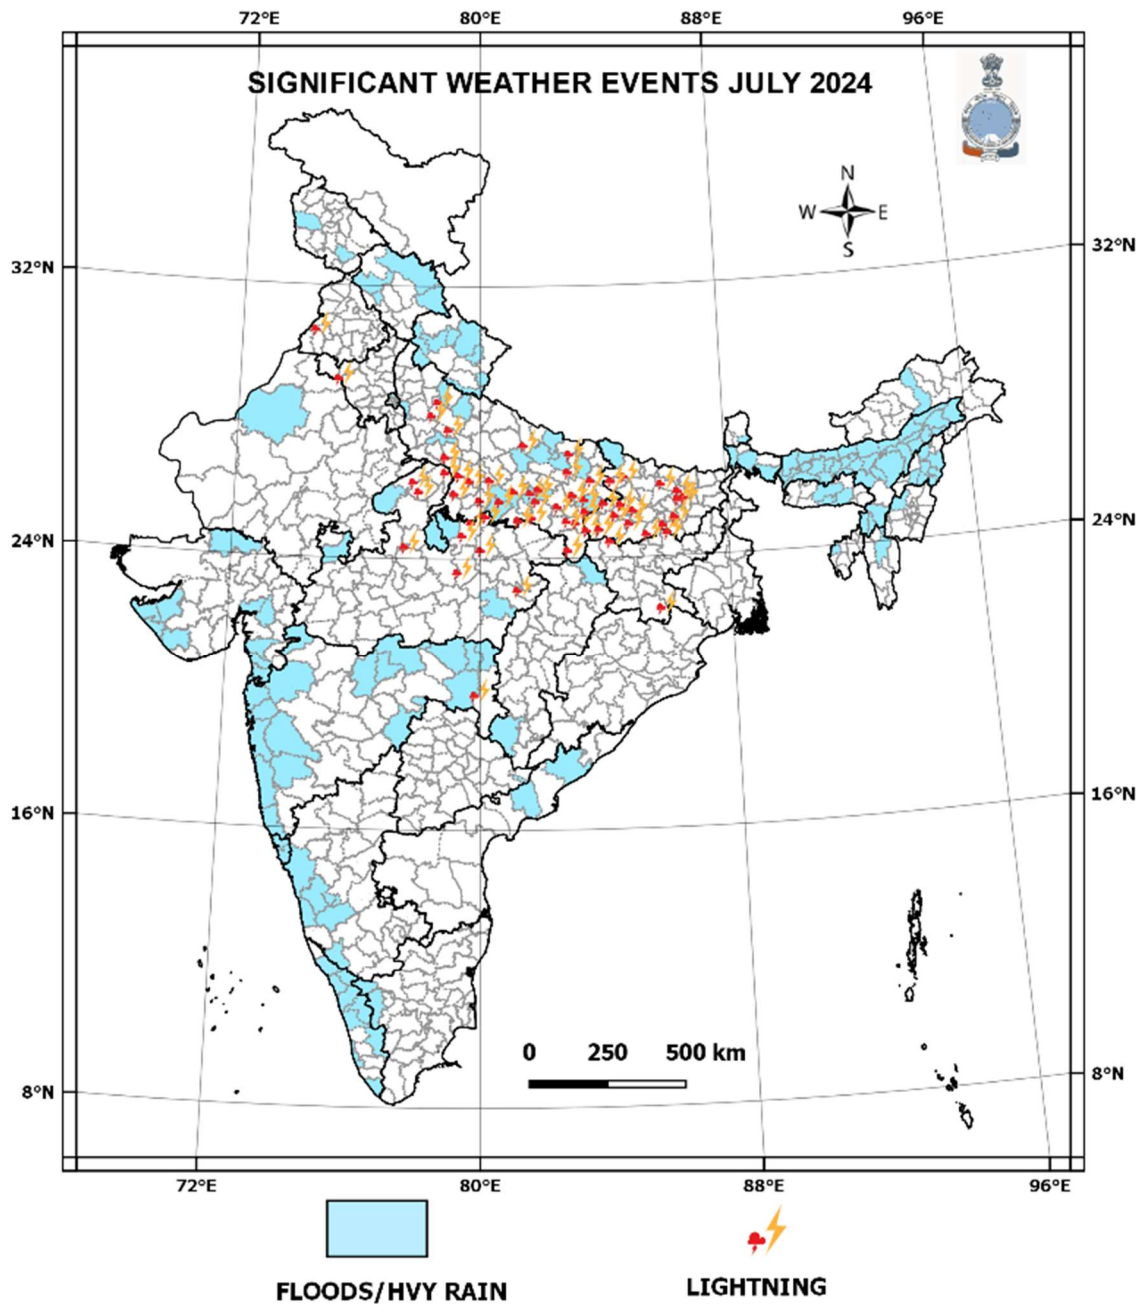 72°E 80°E 88°E 96°E
SIGNIFICANT WEATHER EVENTS JULY 2024
N
W E
S
32°N 32°N
24°N 24°N
16°N 16°N
0 250 500 km
8°N 8°N
72°E 80°E 88°E 96°E
FLOODS/HVY RAIN LIGHTNING